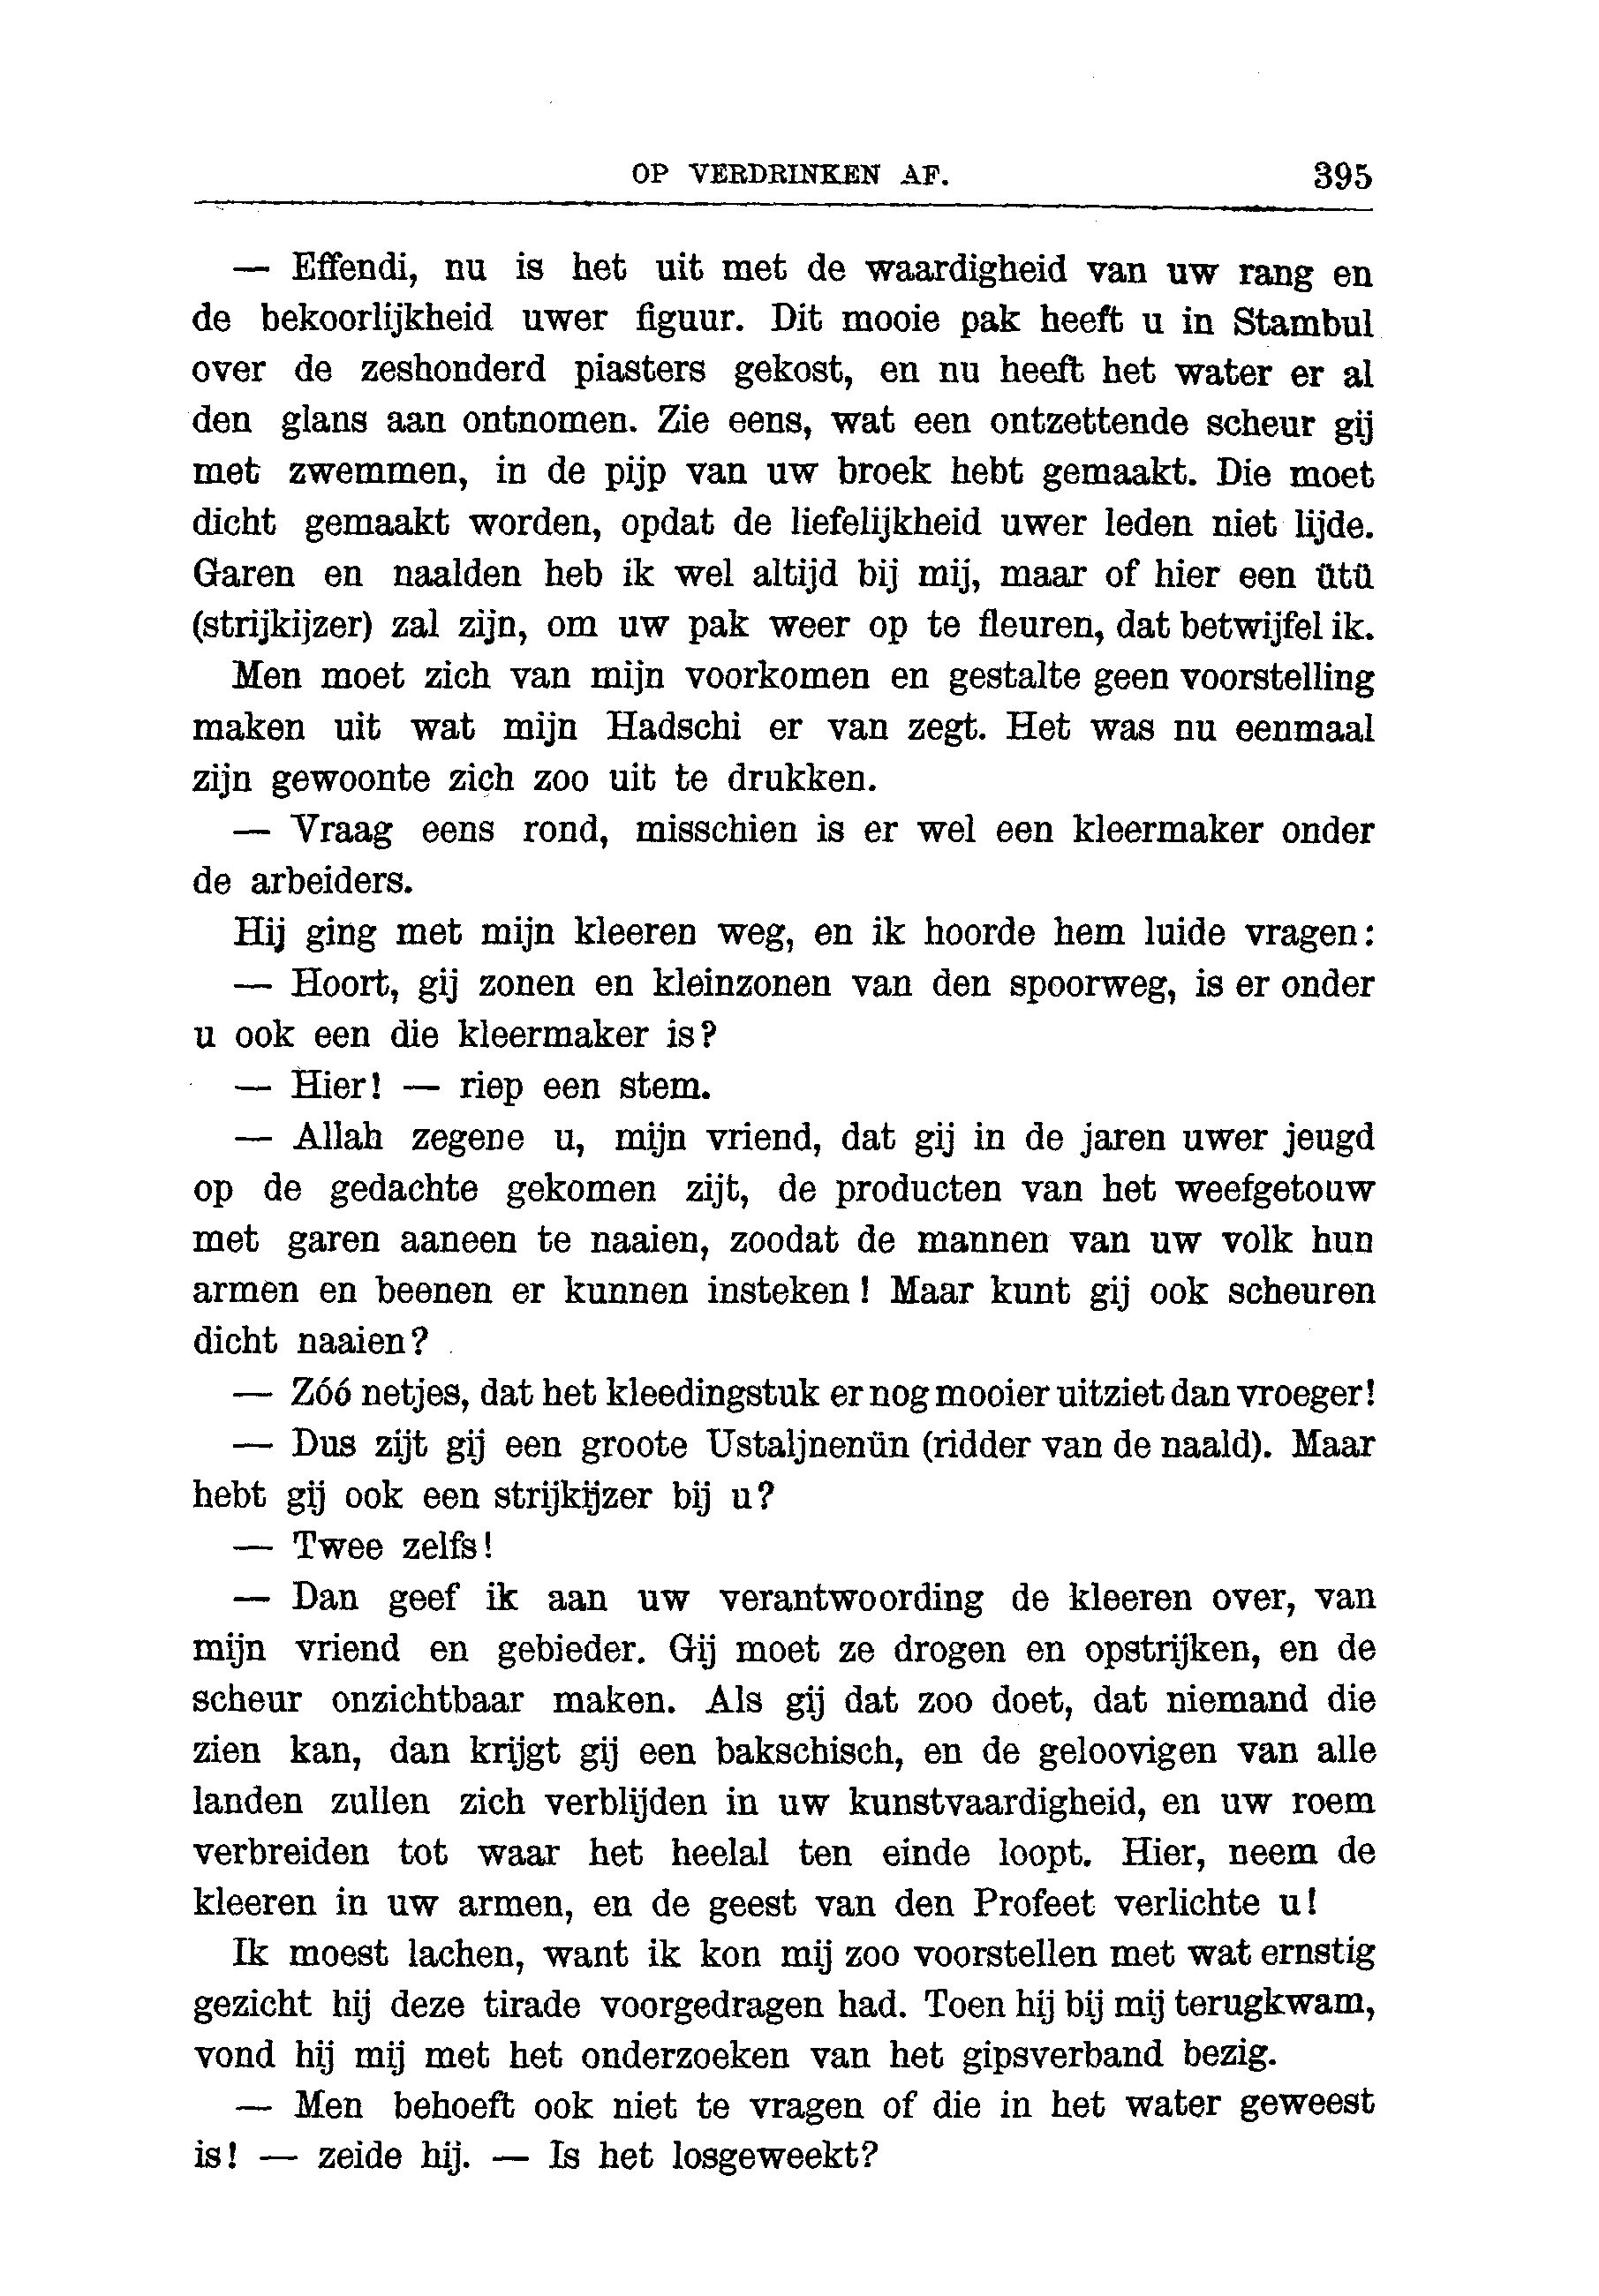 OP VERDRINKEN AF. 395
— Effendi, nu is het uit met de waardigheid van uw rang en
de bekoorlijkheid uwer figuur. Dit mooie pak heeft u in Stambul
over de zeshonderd piasters gekost, en nu heeft het water er al
den glans aan ontnomen. Zie eens, wat een ontzettende scheur gij
met zwemmen, in de pijp van uw broek hebt gemaakt. Die moet
dicht gemaakt worden, opdat de liefelijkheid uwer leden niet lijde.
Garen en naalden heb ik wel altijd bij mij, maar of hier een ütü
(strijkijzer) zal zijn, om uw pak weer op te fleuren, dat betwijfel ik.
Men moet zich van mijn voorkomen en gestalte geen voorstelling
maken uit wat mijn Hadschi er van zegt. Het was nu eenmaal
zijn gewoonte zich zoo uit te drukken.
— Vraag eens rond, misschien is er wel een kleermaker onder
de arbeiders.
Hij ging met mijn kleeren weg, en ik hoorde hem luide vragen:
— Hoort, gij zonen en kleinzonen van den spoorweg, is er onder
u ook een die kleermaker is?
— Hier! — riep een stem.
— Allah zegene u, mijn vriend, dat gij in de jaren uwer jeugd
op de gedachte gekomen zijt, de producten van het weefgetouw
met garen aaneen te naaien, zoodat de mannen van uw volk hun
armen en beenen er kunnen insteken! Maar kunt gij ook scheuren
dicht naaien?
— Zóó netjes, dat het kleedingstuk er nog mooier uitziet dan vroeger!
— Dus zijt gij een groote Ustaljnenün (ridder van de naald). Maar
hebt gij ook een strijkijzer bij u?
— Twee zelfs!
— Dan geef ik aan uw verantwoording de kleeren over, van
mijn vriend en gebieder. Gij moet ze drogen en opstrijken, en de
scheur onzichtbaar maken. Als gij dat zoo doet, dat niemand die
zien kan, dan krijgt gij een bakschisch, en de geloovigen van alle
landen zullen zich verblijden in uw kunstvaardigheid, en uw roem
verbreiden tot waar het heelal ten einde loopt. Hier, neem de
kleeren in uw armen, en de geest van den Profeet verlichte u!
Ik moest lachen, want ik kon mij zoo voorstellen met wat ernstig
gezicht hij deze tirade voorgedragen had. Toen hij bij mij terugkwam,
vond hij mij met het onderzoeken van het gipsverband bezig.
— Men behoeft ook niet te vragen of die in het water geweest
is! — zeide hij. — Is het losgeweekt?